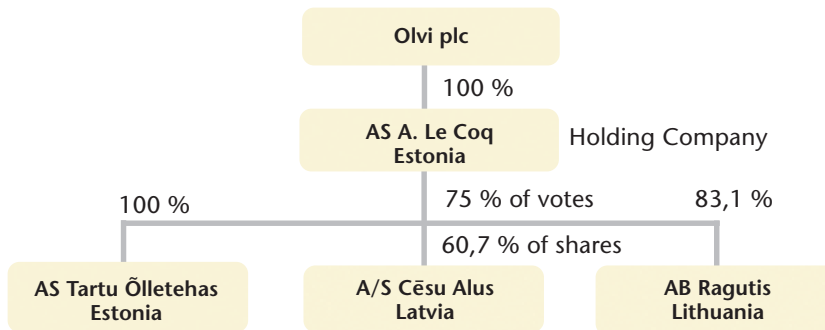 Olvi plc
100 %
AS A. Le Coq
Estonia
Holding Company
100 %
75 % of votes
83,1 %
60,7 % of shares
AS Tartu Õlletehas
Estonia
A/S Cēsu Alus
Latvia
AB Ragutis
Lithuania